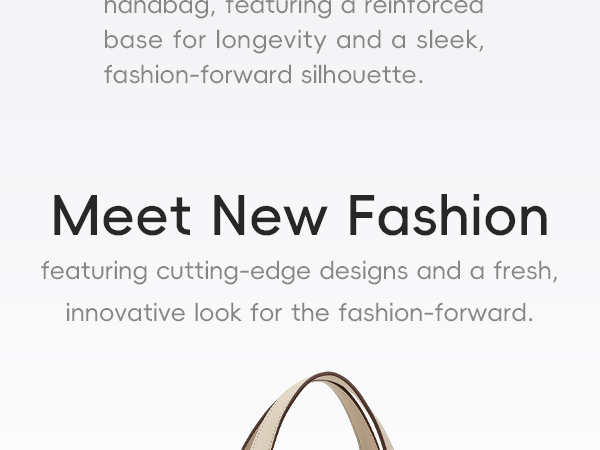 handbag, featuring a reinforced
base for longevity and a sleek,
fashion-forward silhouette.
Meet New Fashion
featuring cutting-edge designs and a fresh,
innovative look for the fashion-forward.